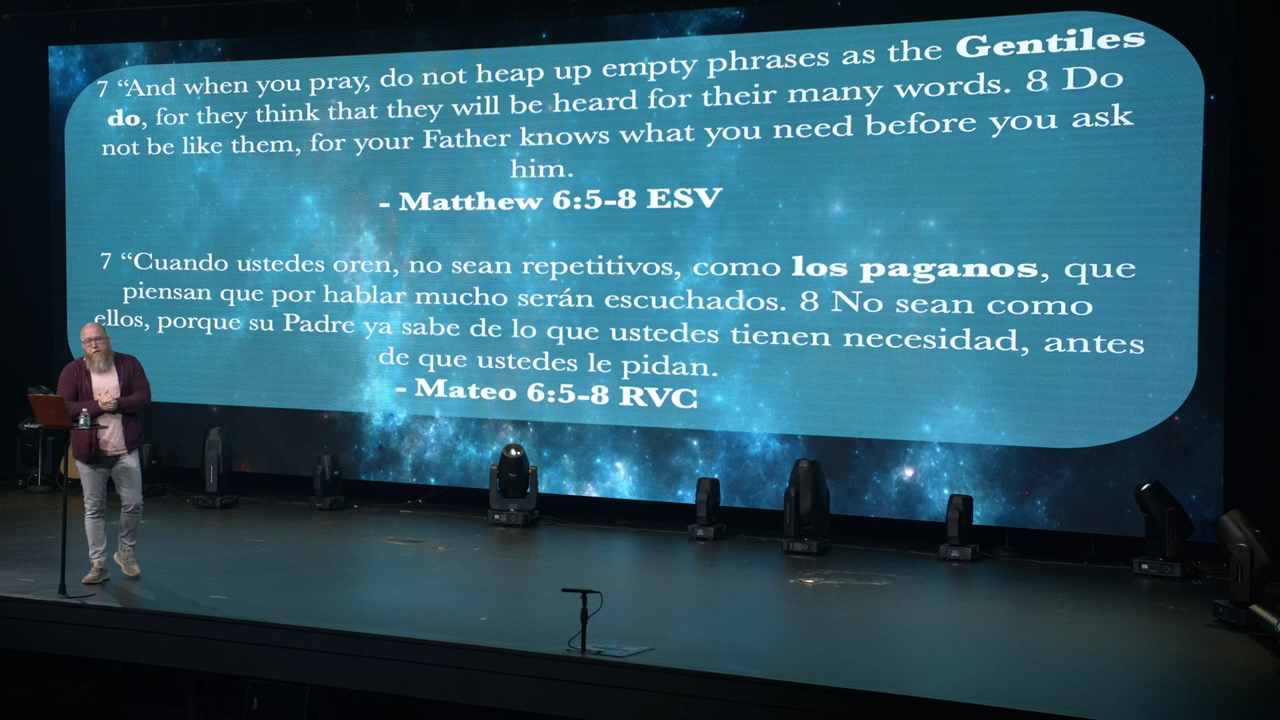 7 “And when you pray, do not heap up empty phrases as the Gentiles
do, for they think that they will be heard for their many words. 8 Do
not be like them, for your Father knows what you need before you ask
him.
- Matthew 6:5-8 ESV
7 “Cuando ustedes oren, no sean repetitivos, como los paganos, que
piensan que por hablar mucho serán escuchados. 8 No sean como
ellos, porque su Padre ya sabe de lo que ustedes tienen necesidad, antes
de que ustedes le pidan.
- Mateo 6:5-8 RVC